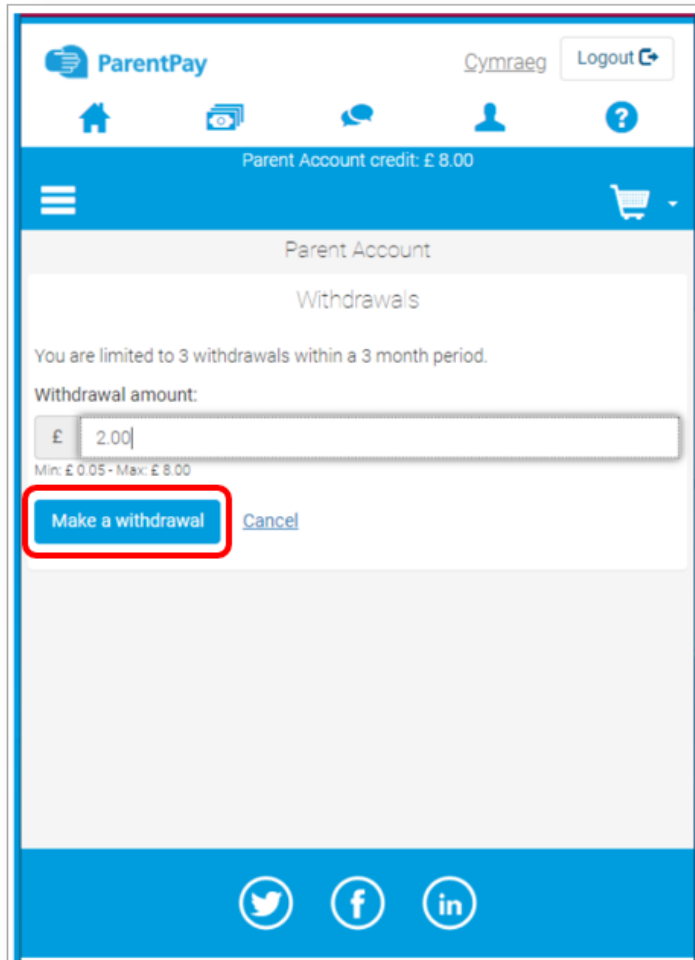 ParentPay
Cymraeg
Logout
Parent Account credit: £ 8.00
Parent Account
Withdrawals
You are limited to 3 withdrawals within a 3 month period.
Withdrawal amount:
£ 2.00
Min: £ 0.05 - Max: £ 8.00
Make a withdrawal Cancel